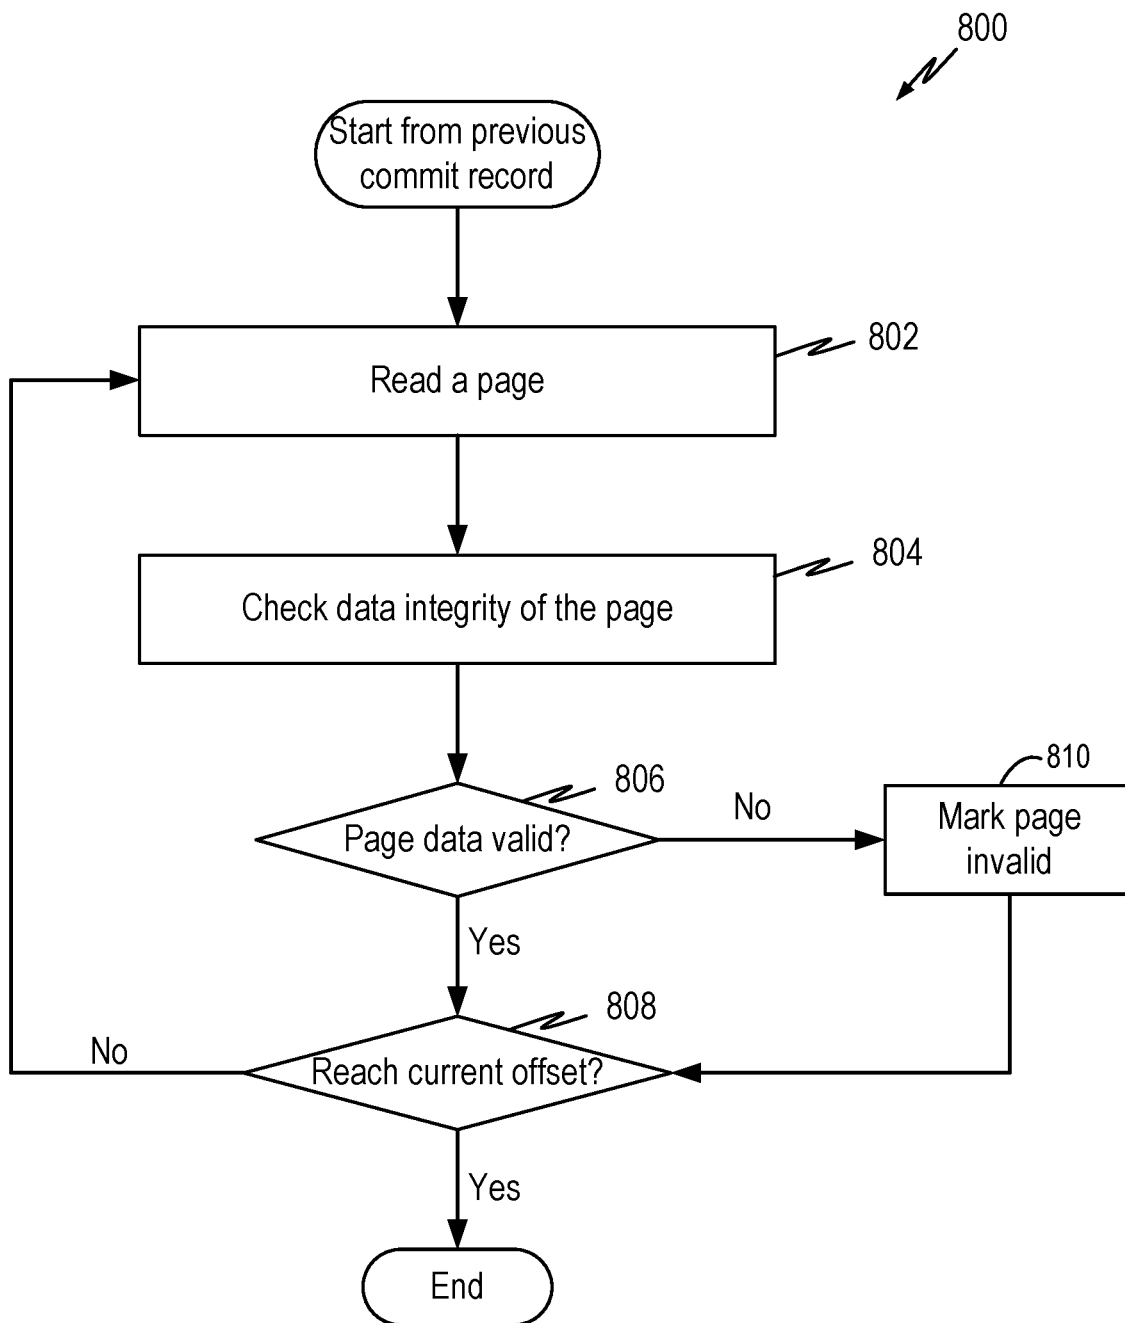 800
Start from previous
commit record
802
Read a page
804
Check data integrity of the page
806
Page data valid?
No
810
Mark page
invalid
Yes
808
Reach current offset?
No
Yes
End